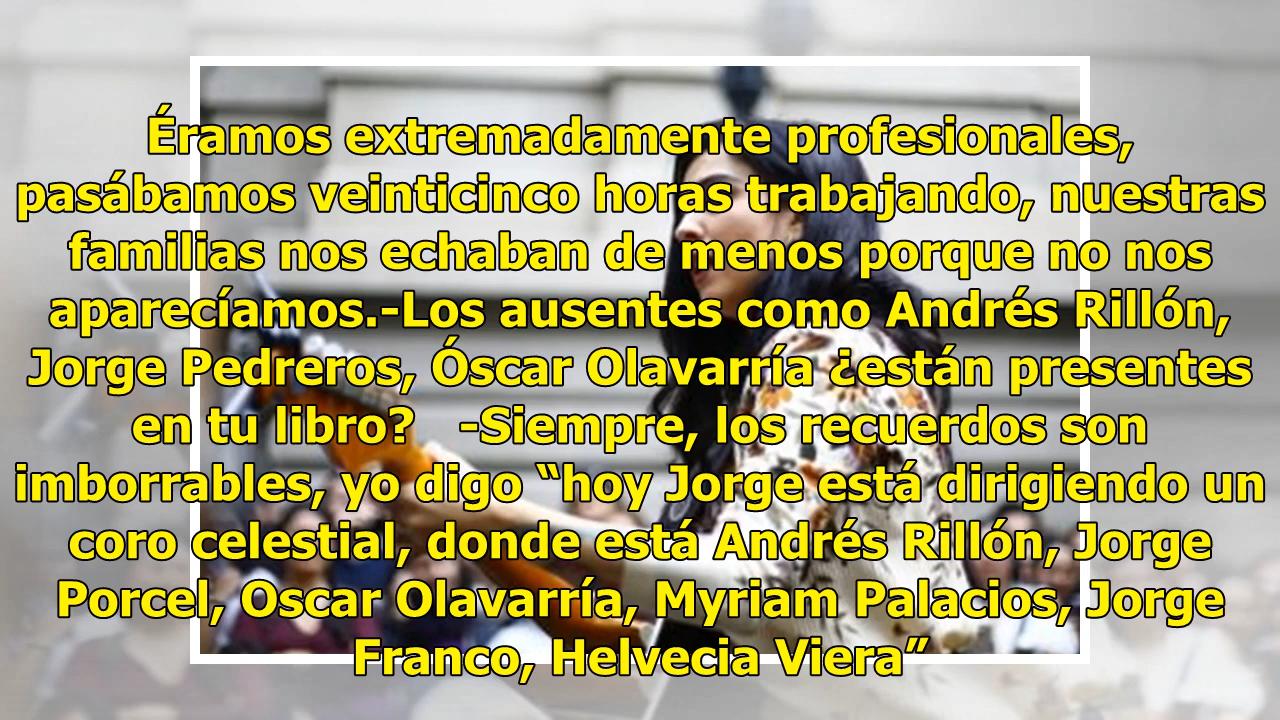 Éramos extremadamente profesionales,
pasábamos veinticinco horas trabajando, nuestras
familias nos echaban de menos porque no nos
aparecíamos.-Los ausentes como Andrés Rillón,
Jorge Pedreros, Óscar Olavarría ¿están presentes
en tu libro?   -Siempre, los recuerdos son
imborrables, yo digo “hoy Jorge está dirigiendo un
coro celestial, donde está Andrés Rillón, Jorge
Porcel, Oscar Olavarría, Myriam Palacios, Jorge
Franco, Helvecia Viera”